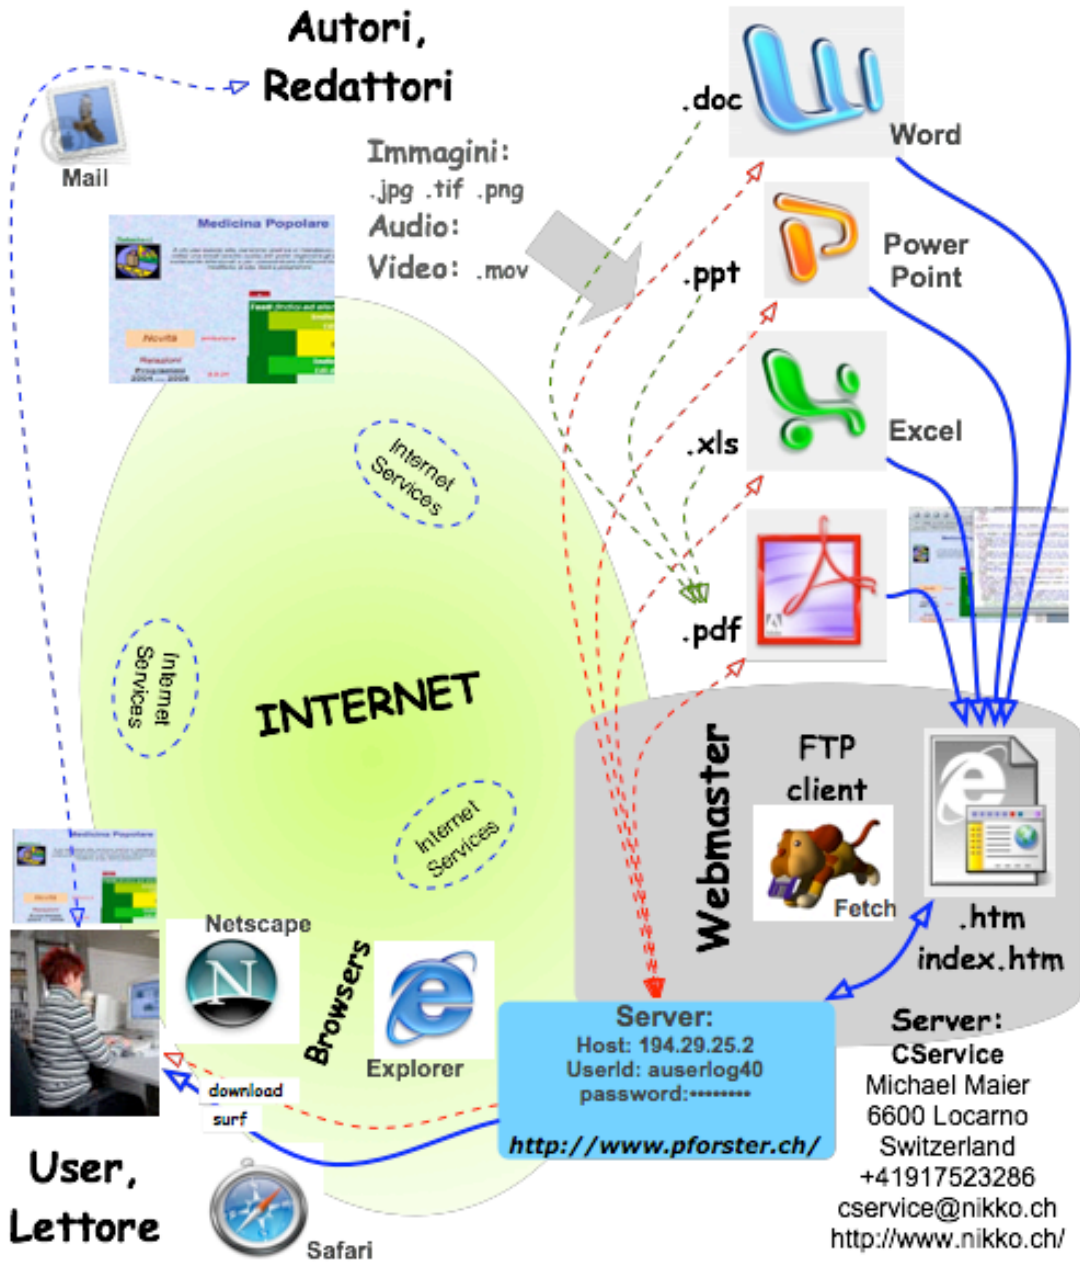 Autori,
Redattori
Mail
Immagini:
.jpg .tif .png
Audio:
Video: .mov
Medicina Popolare
Novità
.doc
Word
.ppt
Power
Point
.xls
Excel
.pdf
Internet
Services
Internet
Services
INTERNET
Internet
Services
Webmaster
FTP
client
Fetch
.htm
index.htm
Medicina Popolare
Netscape
N
Browsers
Explorer
download
surf
Safari
User,
Lettore
Server:
Host: 194.29.25.2
UserId: auserlog40
password:••••••••
http://www.pforster.ch/
Server:
CService
Michael Maier
6600 Locarno
Switzerland
+41917523286
cservice@nikko.ch
http://www.nikko.ch/